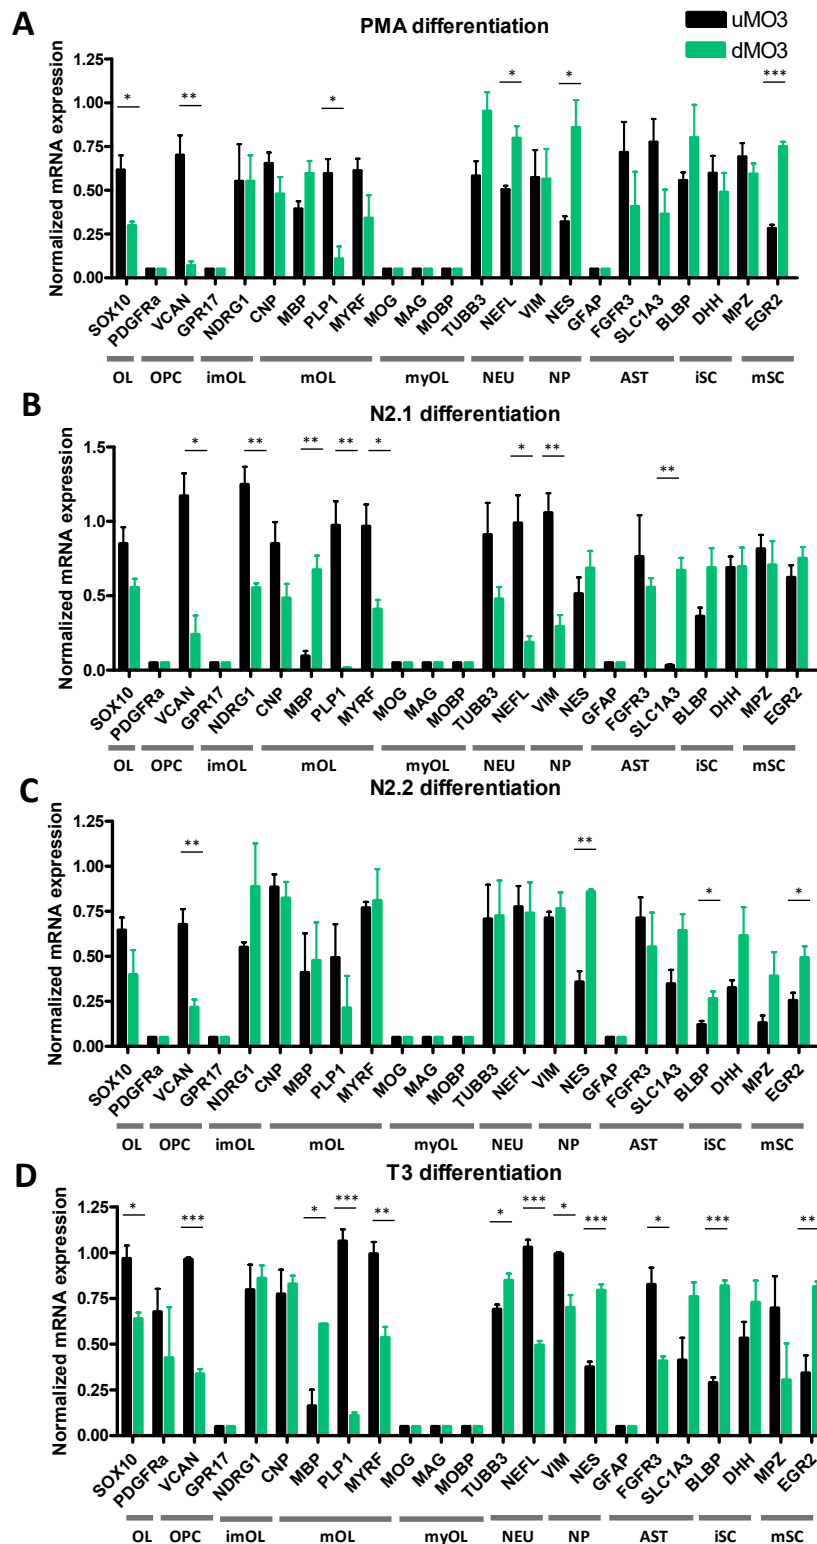 A
PMA differentiation
uMO3
dMO3
Normalized mRNA expression
1.25
1.00
0.75
0.50
0.25
0.00
* ** * * * ***
SOX10 PDGFRa VCAN GPR17 NDRG1 CNP MBP PLP1 MYRF MOG MAG MOBP TUBB3 NEFL VIM NES GFAP FGFR3 SLC1A3 BLBP DHH MPZ EGR2
OL OPC imOL mOL myOL NEU NP AST iSC mSC
B
N2.1 differentiation
Normalized mRNA expression
1.5
1.0
0.5
0.0
* ** ** ** * * ** **
SOX10 PDGFRa VCAN GPR17 NDRG1 CNP MBP PLP1 MYRF MOG MAG MOBP TUBB3 NEFL VIM NES GFAP FGFR3 SLC1A3 BLBP DHH MPZ EGR2
OL OPC imOL mOL myOL NEU NP AST iSC mSC
C
N2.2 differentiation
Normalized mRNA expression
1.25
1.00
0.75
0.50
0.25
0.00
** ** * *
SOX10 PDGFRa VCAN GPR17 NDRG1 CNP MBP PLP1 MYRF MOG MAG MOBP TUBB3 NEFL VIM NES GFAP FGFR3 SLC1A3 BLBP DHH MPZ EGR2
OL OPC imOL mOL myOL NEU NP AST iSC mSC
D
T3 differentiation
Normalized mRNA expression
1.25
1.00
0.75
0.50
0.25
0.00
* *** * *** ** * *** * *** * *** **
SOX10 PDGFRa VCAN GPR17 NDRG1 CNP MBP PLP1 MYRF MOG MAG MOBP TUBB3 NEFL VIM NES GFAP FGFR3 SLC1A3 BLBP DHH MPZ EGR2
OL OPC imOL mOL myOL NEU NP AST iSC mSC